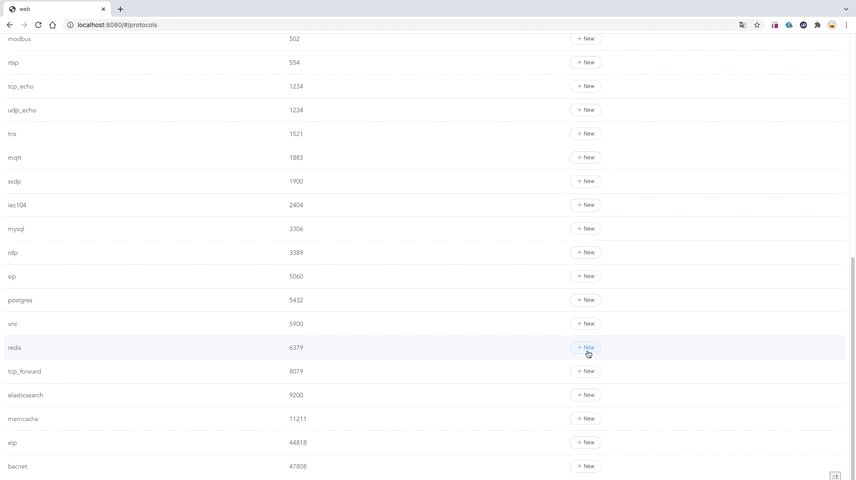 web
localhost:8080/#/protocols
modbus 502 + New
rtsp 554 + New
tcp_echo 1234 + New
udp_echo 1234 + New
tns 1521 + New
mqtt 1883 + New
ssdp 1900 + New
iec104 2404 + New
mysql 3306 + New
rdp 3389 + New
sip 5060 + New
postgres 5432 + New
vnc 5900 + New
redis 6379 + New
tcp_forward 8079 + New
elasticsearch 9200 + New
memcache 11211 + New
eip 44818 + New
bacnet 47808 + New